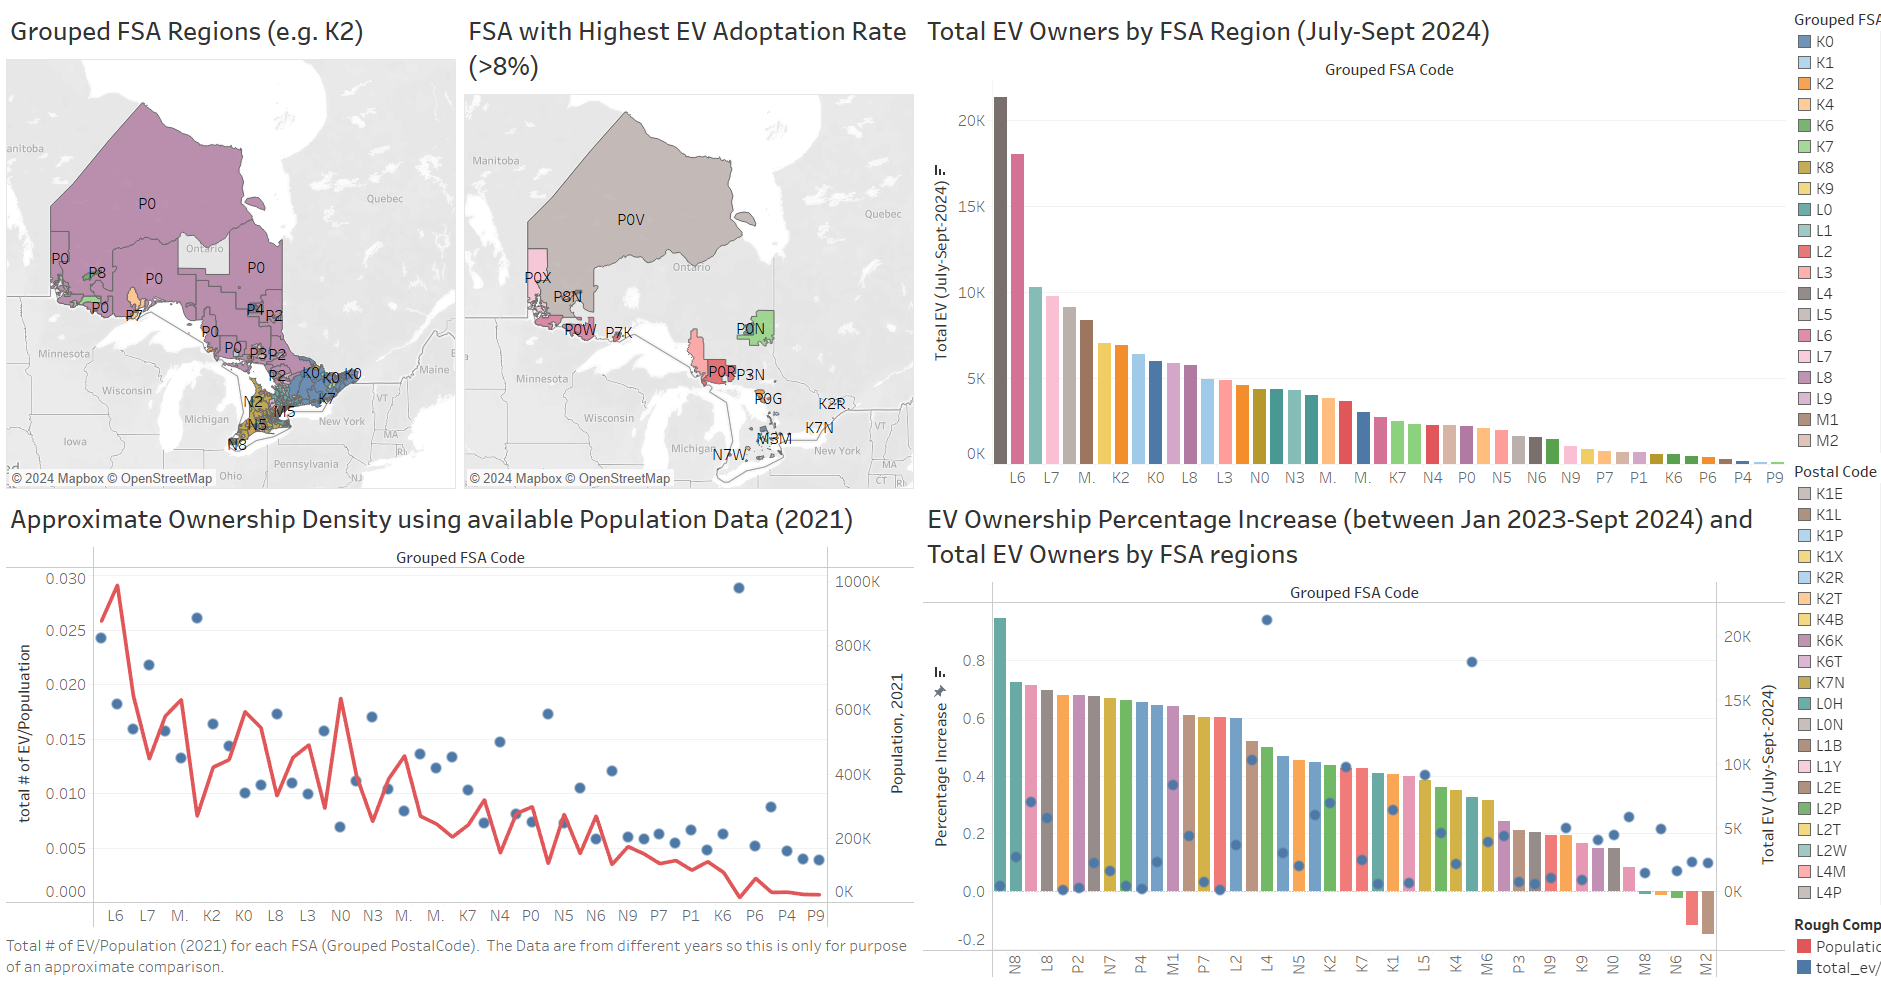 Grouped FSA Regions (e.g. K2)
Manitoba
Quebec
Ontario
P0
P0
P8
P0
P0
P0
P7
P4
P2
P0
P0
P3
P2
P2
K0
K0
K0
K7
N2
M5
N5
N8
Minnesota
Wisconsin
Michigan
Iowa
Ohio
Pennsylvania
New York
VT
MA
RI
NJ
Maine
© 2024 Mapbox © OpenStreetMap
FSA with Highest EV Adoptation Rate
(>8%)
Manitoba
Quebec
Ontario
P0V
P0X
P8N
P0W
P7K
P0N
P0R
P3N
P0G
K2R
K7N
M3M
N7W
Minnesota
Wisconsin
Michigan
New York
VT
MA
CT RI
© 2024 Mapbox © OpenStreetMap
Total EV Owners by FSA Region (July-Sept 2024)
Grouped FSA Code
Total EV (July-Sept-2024)
20K
15K
10K
5K
0K
L6 L7 M. K2 K0 L8 L3 N0 N3 M. M. K7 N4 P0 N5 N6 N9 P7 P1 K6 P6 P4 P9
Approximate Ownership Density using available Population Data (2021)
Grouped FSA Code
total # of EV/Populuation
0.030
0.025
0.020
0.015
0.010
0.005
0.000
1000K
800K
600K
400K
200K
0K
Population, 2021
L6 L7 M. K2 K0 L8 L3 N0 N3 M. M. K7 N4 P0 N5 N6 N9 P7 P1 K6 P6 P4 P9
Total # of EV/Population (2021) for each FSA (Grouped PostalCode). The Data are from different years so this is only for purpose
of an approximate comparison.
EV Ownership Percentage Increase (between Jan 2023-Sept 2024) and
Total EV Owners by FSA regions
Grouped FSA Code
Percentage Increase
0.8
0.6
0.4
0.2
0.0
-0.2
20K
15K
10K
5K
0K
Total EV (July-Sept-2024)
N8 L8 P2 N7 P4 M1 P7 L2 L4 N5 K2 K7 K1 L5 K4 M6 P3 N9 K9 N0 M8 N6 M2
Grouped FSA
K0
K1
K2
K4
K6
K7
K8
K9
L0
L1
L2
L3
L4
L5
L6
L7
L8
L9
M1
M2
Postal Code
K1E
K1L
K1P
K1X
K2R
K2T
K4B
K6K
K6T
K7N
L0H
L0N
L1B
L1Y
L2E
L2P
L2T
L2W
L4M
L4P
Rough Comp
Populatic
total_ev/